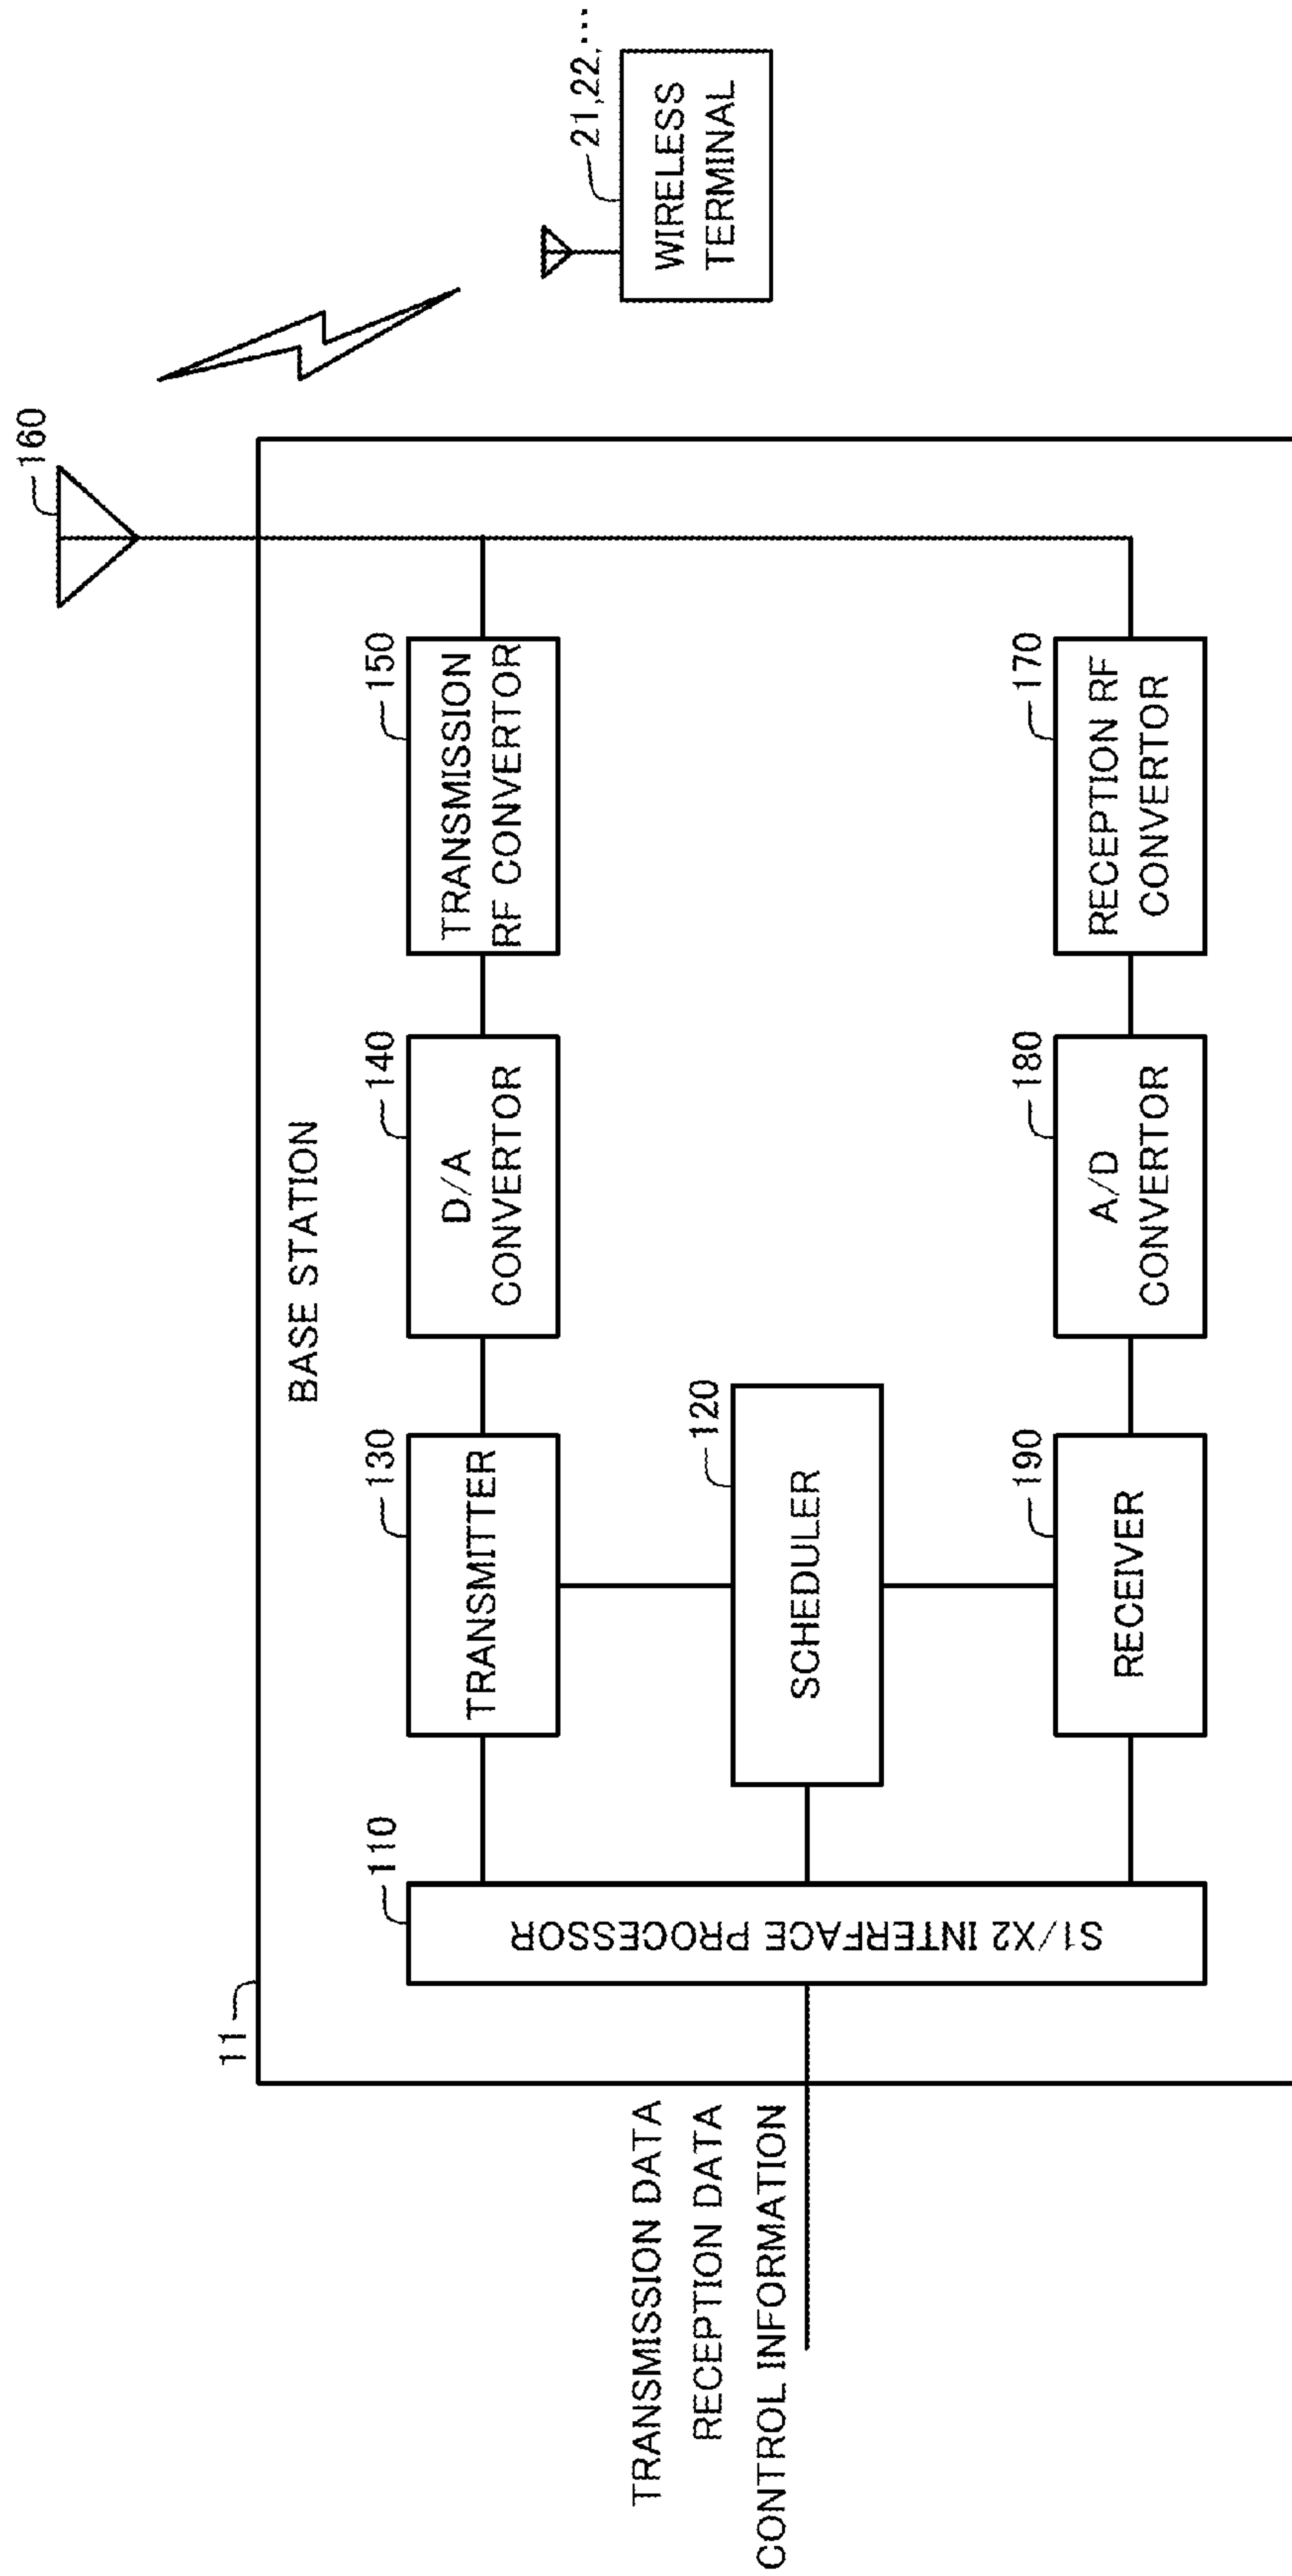 160
21,22,...
WIRELESS
TERMINAL
11
BASE STATION
110
S1/X2 INTERFACE PROCESSOR
130
TRANSMITTER
140
D/A
CONVERTOR
150
TRANSMISSION
RF CONVERTOR
120
SCHEDULER
TRANSMISSION DATA
RECEPTION DATA
CONTROL INFORMATION
190
RECEIVER
180
A/D
CONVERTOR
170
RECEPTION RF
CONVERTOR